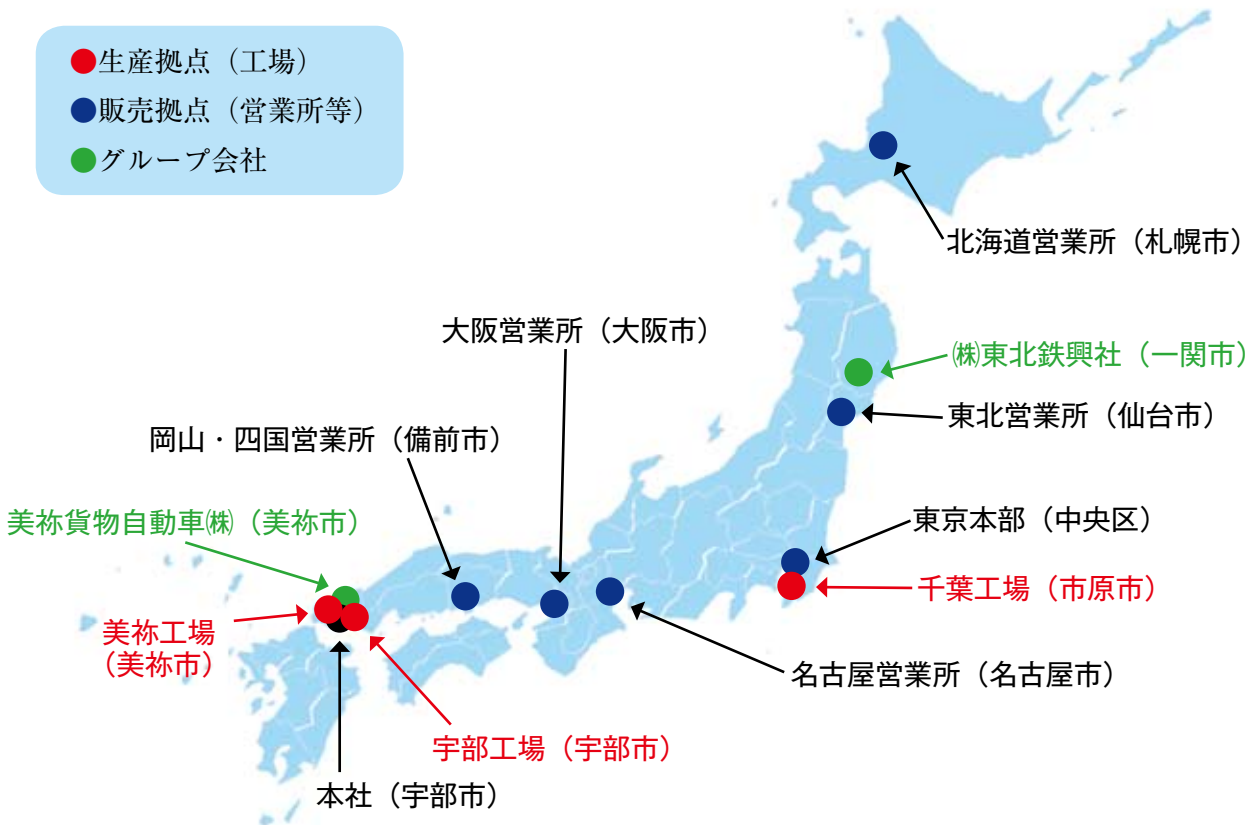 ●生産拠点（工場）
●販売拠点（営業所等）
●グループ会社
北海道営業所（札幌市）
大阪営業所（大阪市）
㈱東北鉄興社（一関市）
東北営業所（仙台市）
岡山・四国営業所（備前市）
美祢貨物自動車㈱（美祢市）
東京本部（中央区）
千葉工場（市原市）
美祢工場
（美祢市）
名古屋営業所（名古屋市）
宇部工場（宇部市）
本社（宇部市）